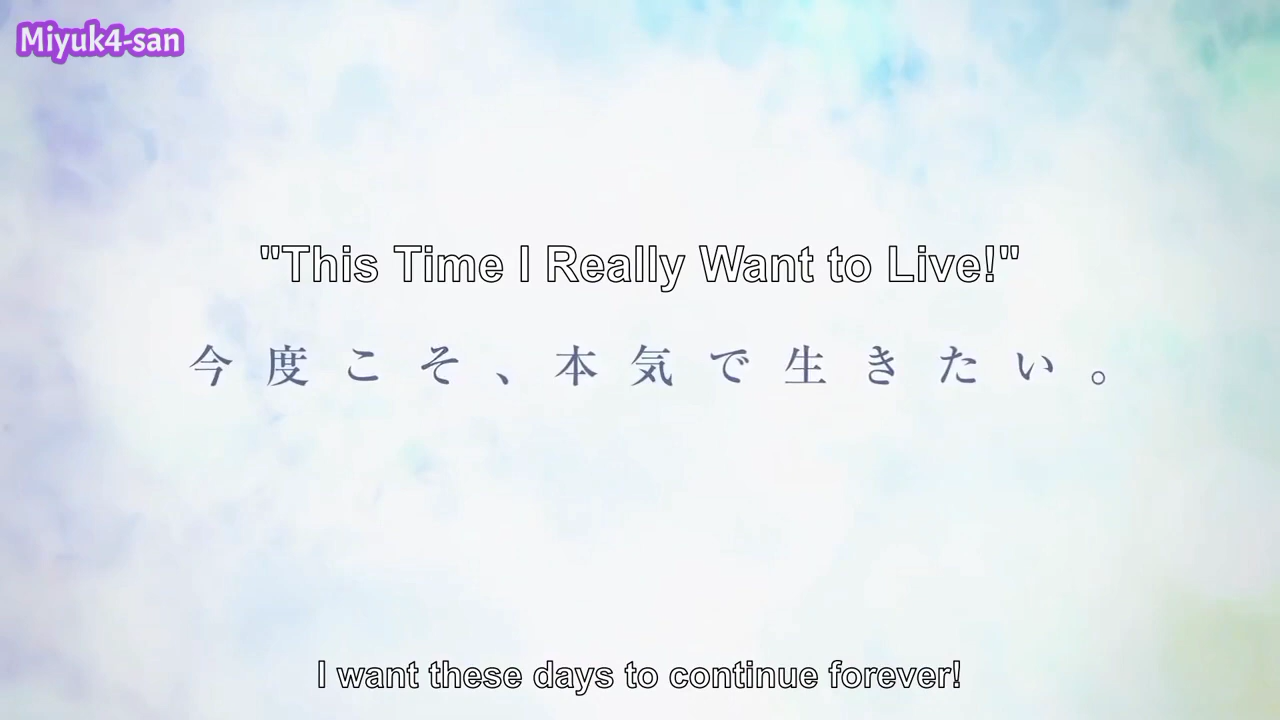 Miyuk4-san
"This Time I Really Want to Live!"
今度こそ、本気で生きたい。
I want these days to continue forever!